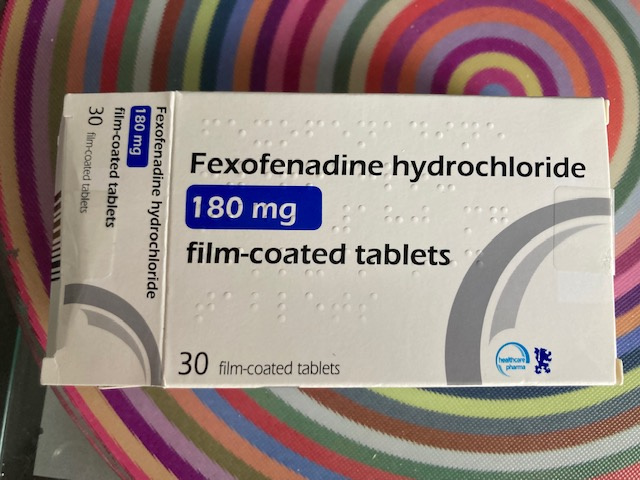 Fexofenadine hydrochloride
180 mg
film-coated tablets
30 film-coated tablets
Fexofenadine hydrochloride
180 mg
film-coated tablets
30 film-coated tablets
healthcare
pharma